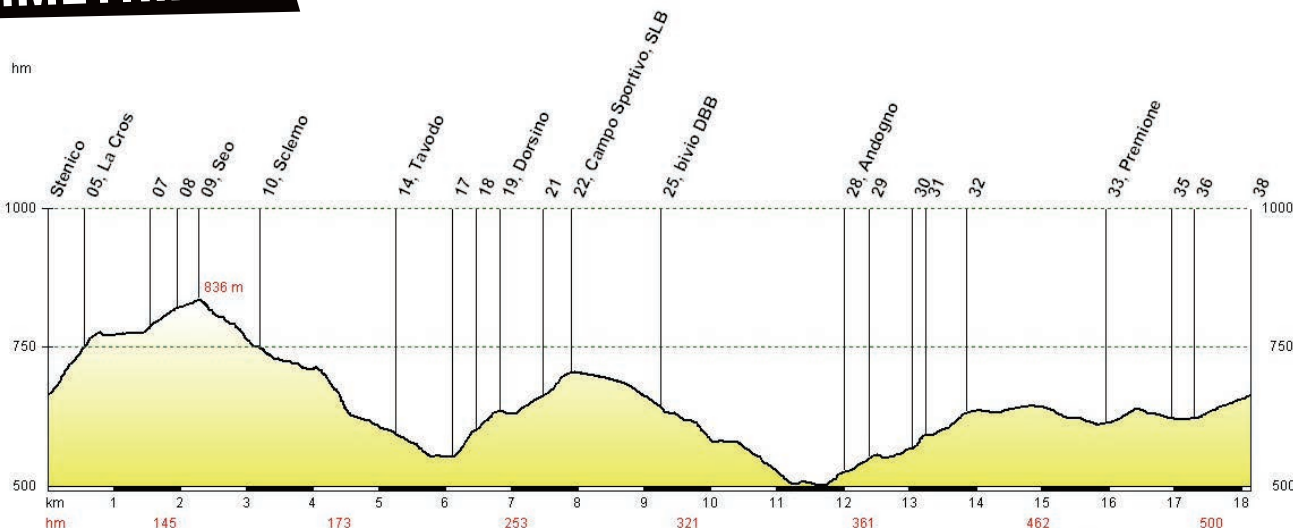 hm
Stenico
05, La Cros
07
08
09, Seo
10, Sclemo
14, Tavodo
17
18
19, Dorsino
21
22, Campo Sportivo, SLB
25, bivio DBB
28, Andogno
29
30
31
32
33, Premione
35
36
38
1000 1000
836 m
750 750
500 500
km 1 2 3 4 5 6 7 8 9 10 11 12 13 14 15 16 17 18
hm 145 173 253 321 361 462 500